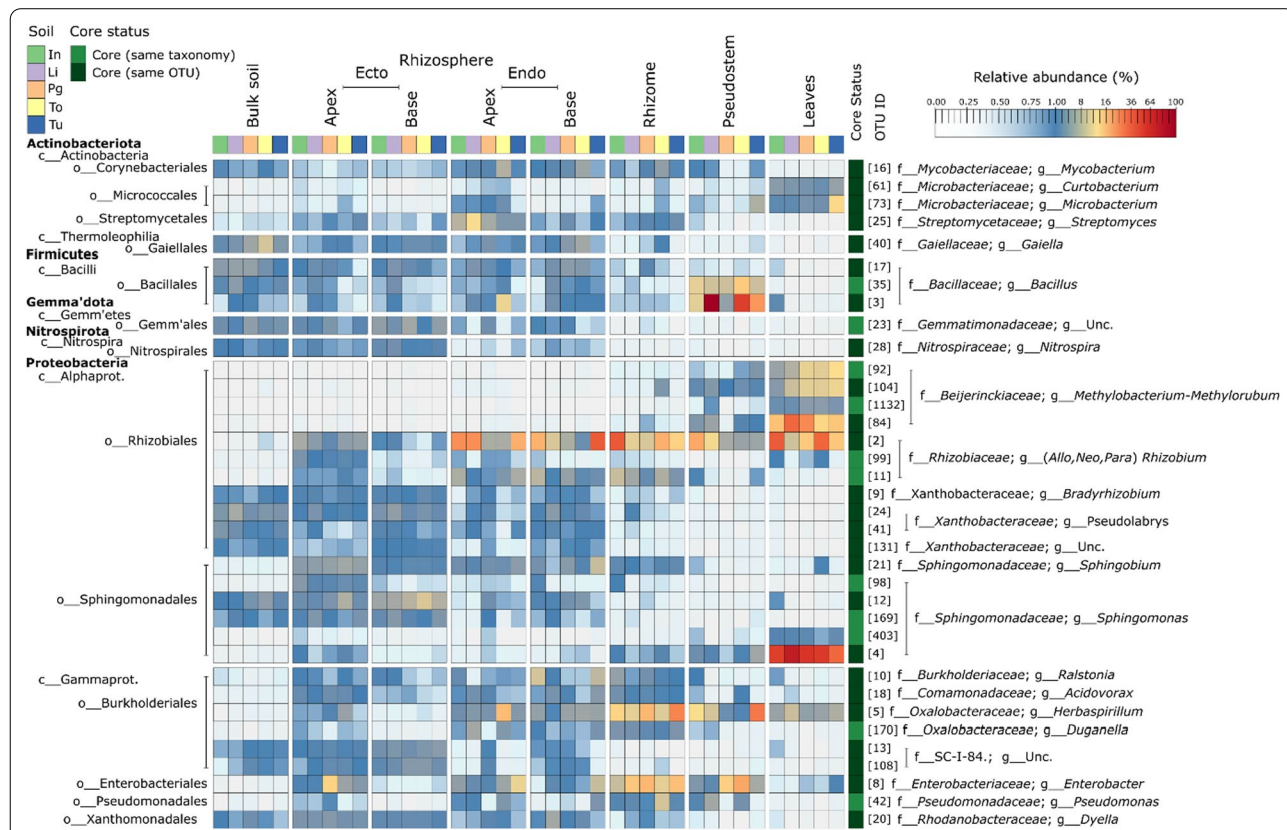 Soil Core status
In
Li
Pg
To
Tu
Core (same taxonomy)
Core (same OTU)
Rhizosphere
Ecto
Endo
Bulk soil
Apex
Base
Apex
Base
Rhizome
Pseudostem
Leaves
Core Status
OTU ID
Relative abundance (%)
0.00 0.25 0.50 0.75 1.00 8 16 36 64 100
Actinobacteriota
c__Actinobacteria
o__Corynebacteriales
[16] f__Mycobacteriaceae; g__Mycobacterium
o__Micrococcales
[61] f__Microbacteriaceae; g__Curtobacterium
[73] f__Microbacteriaceae; g__Microbacterium
o__Streptomycetales
[25] f__Streptomycetaceae; g__Streptomyces
c__Thermoleophilia
o__Gaiellales
[40] f__Gaiellaceae; g__Gaiella
Firmicutes
c__Bacilli
o__Bacillales
[17]
[35]
[3]
f__Bacillaceae; g__Bacillus
Gemma'dota
c__Gemm'etes
o__Gemm'ales
[23] f__Gemmatimonadaceae; g__Unc.
Nitrospirota
c__Nitrospira
o__Nitrospirales
[28] f__Nitrospiraceae; g__Nitrospira
Proteobacteria
c__Alphaprot.
o__Rhizobiales
[92]
[104]
[1132]
[84]
f__Beijerinckiaceae; g__Methylobacterium-Methylorubum
[2]
[99]
[11]
f__Rhizobiaceae; g__(Allo,Neo,Para) Rhizobium
[9] f__Xanthobacteraceae; g__Bradyrhizobium
[24]
[41]
f__Xanthobacteraceae; g__Pseudolabrys
[131] f__Xanthobacteraceae; g__Unc.
o__Sphingomonadales
[21] f__Sphingomonadaceae; g__Sphingobium
[98]
[12]
[169]
[403]
[4]
f__Sphingomonadaceae; g__Sphingomonas
c__Gammaprot.
o__Burkholderiales
[10] f__Burkholderiaceae; g__Ralstonia
[18] f__Comamonadaceae; g__Acidovorax
[5] f__Oxalobacteraceae; g__Herbaspirillum
[170] f__Oxalobacteraceae; g__Duganella
[13]
[108]
f__SC-I-84.; g__Unc.
o__Enterobacteriales
[8] f__Enterobacteriaceae; g__Enterobacter
o__Pseudomonadales
[42] f__Pseudomonadaceae; g__Pseudomonas
o__Xanthomonadales
[20] f__Rhodanobacteraceae; g__Dyella